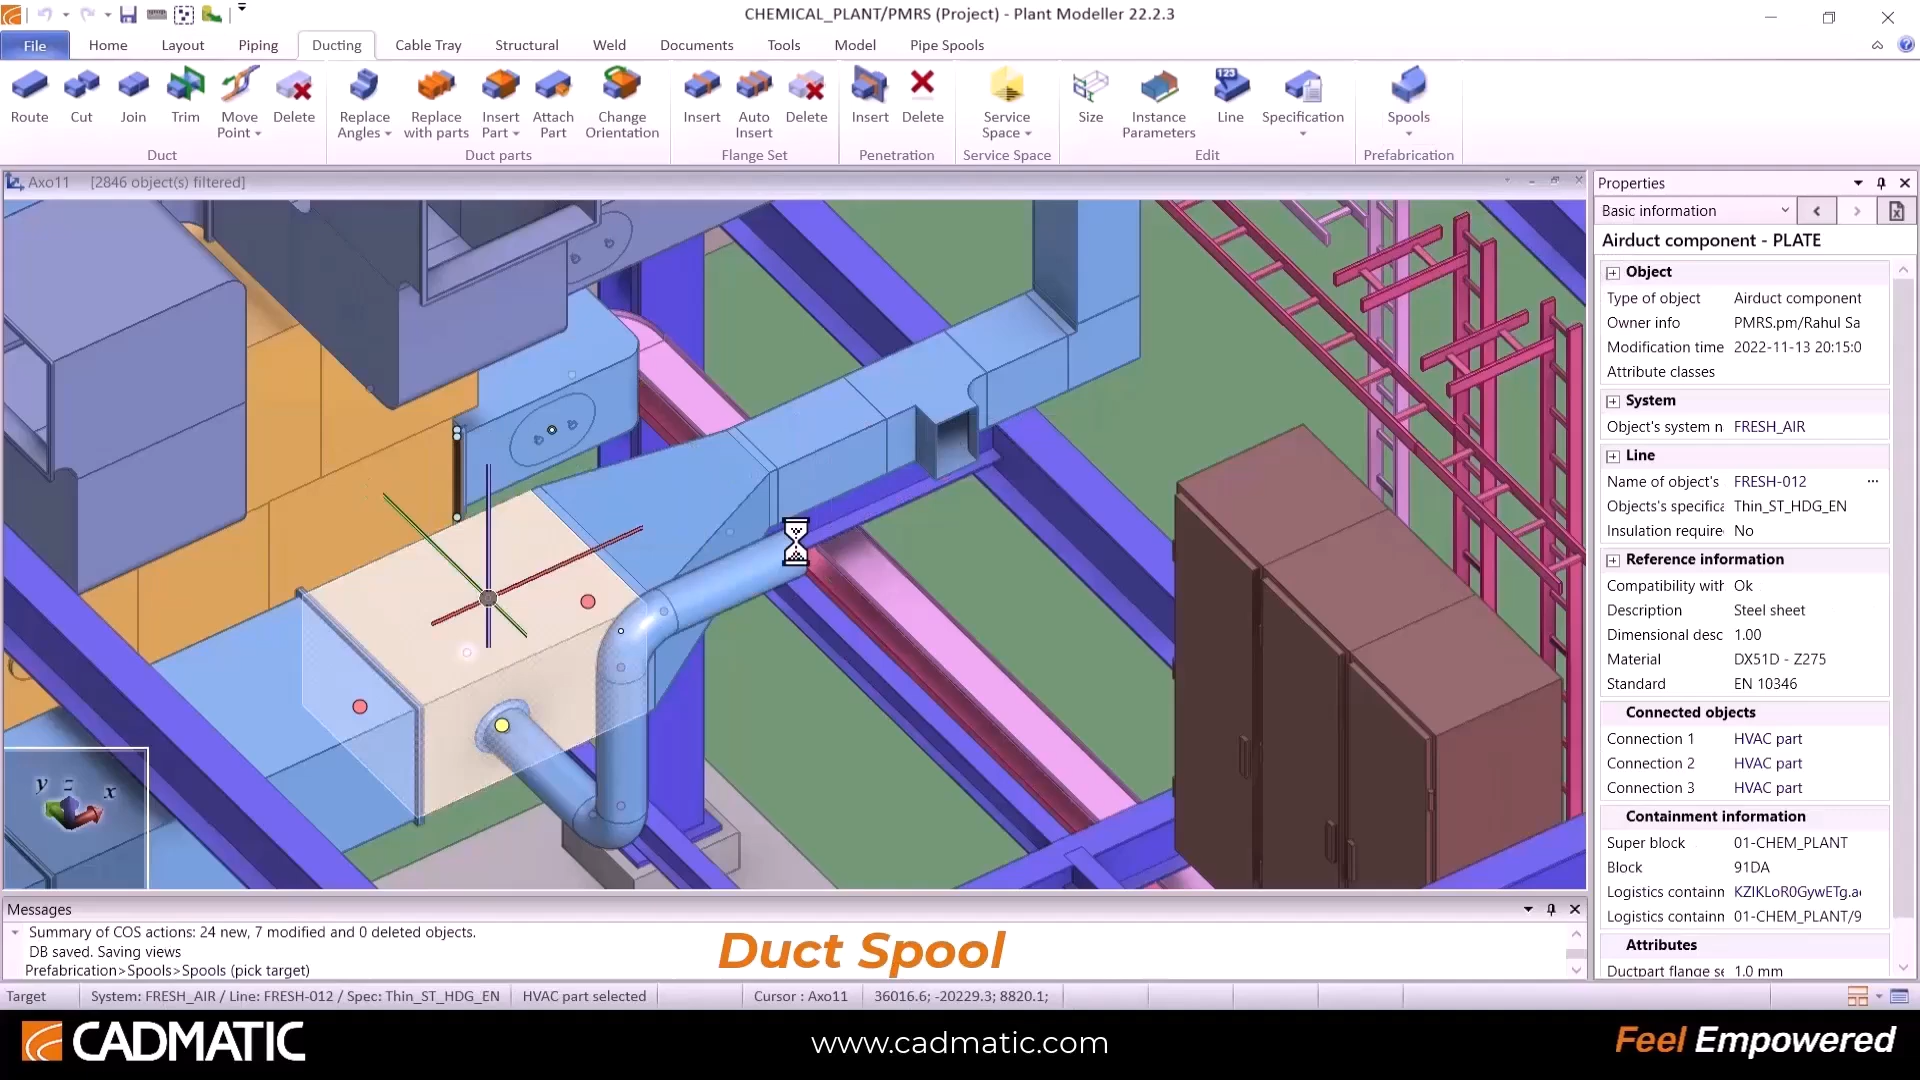 CHEMICAL_PLANT/PMRS (Project) - Plant Modeller 22.2.3
File Home Layout Piping Ducting Cable Tray Structural Weld Documents Tools Model Pipe Spools
Route Cut Join Trim Move Point Delete
Duct
Replace Angles Replace with parts Insert Part Attach Part Change Orientation
Duct parts
Insert Auto Insert Delete
Flange Set
Insert Delete
Penetration
Service Space
Service Space
Size Instance Parameters 123 Line Specification
Edit
Spools
Prefabrication
Axo11 [2846 object(s) filtered]
y z x
Properties
Basic information
Airduct component - PLATE
Object
Type of object Airduct component
Owner info PMRS.pm/Rahul Sa
Modification time 2022-11-13 20:15:0
Attribute classes
System
Object's system n FRESH_AIR
Line
Name of object's FRESH-012 ...
Objects's specifica Thin_ST_HDG_EN
Insulation require No
Reference information
Compatibility with Ok
Description Steel sheet
Dimensional desc 1.00
Material DX51D - Z275
Standard EN 10346
Connected objects
Connection 1 HVAC part
Connection 2 HVAC part
Connection 3 HVAC part
Containment information
Super block 01-CHEM_PLANT
Block 91DA
Logistics containn KZIKLoR0GywETg.a
Logistics containn 01-CHEM_PLANT/9
Attributes
Ductpart flange se 1.0 mm
Messages
Summary of COS actions: 24 new, 7 modified and 0 deleted objects.
DB saved. Saving views
Prefabrication>Spools>Spools (pick target)
Duct Spool
Target System: FRESH_AIR / Line: FRESH-012 / Spec: Thin_ST_HDG_EN HVAC part selected Cursor : Axo11 36016.6; -20229.3; 8820.1;
CADMATIC www.cadmatic.com Feel Empowered